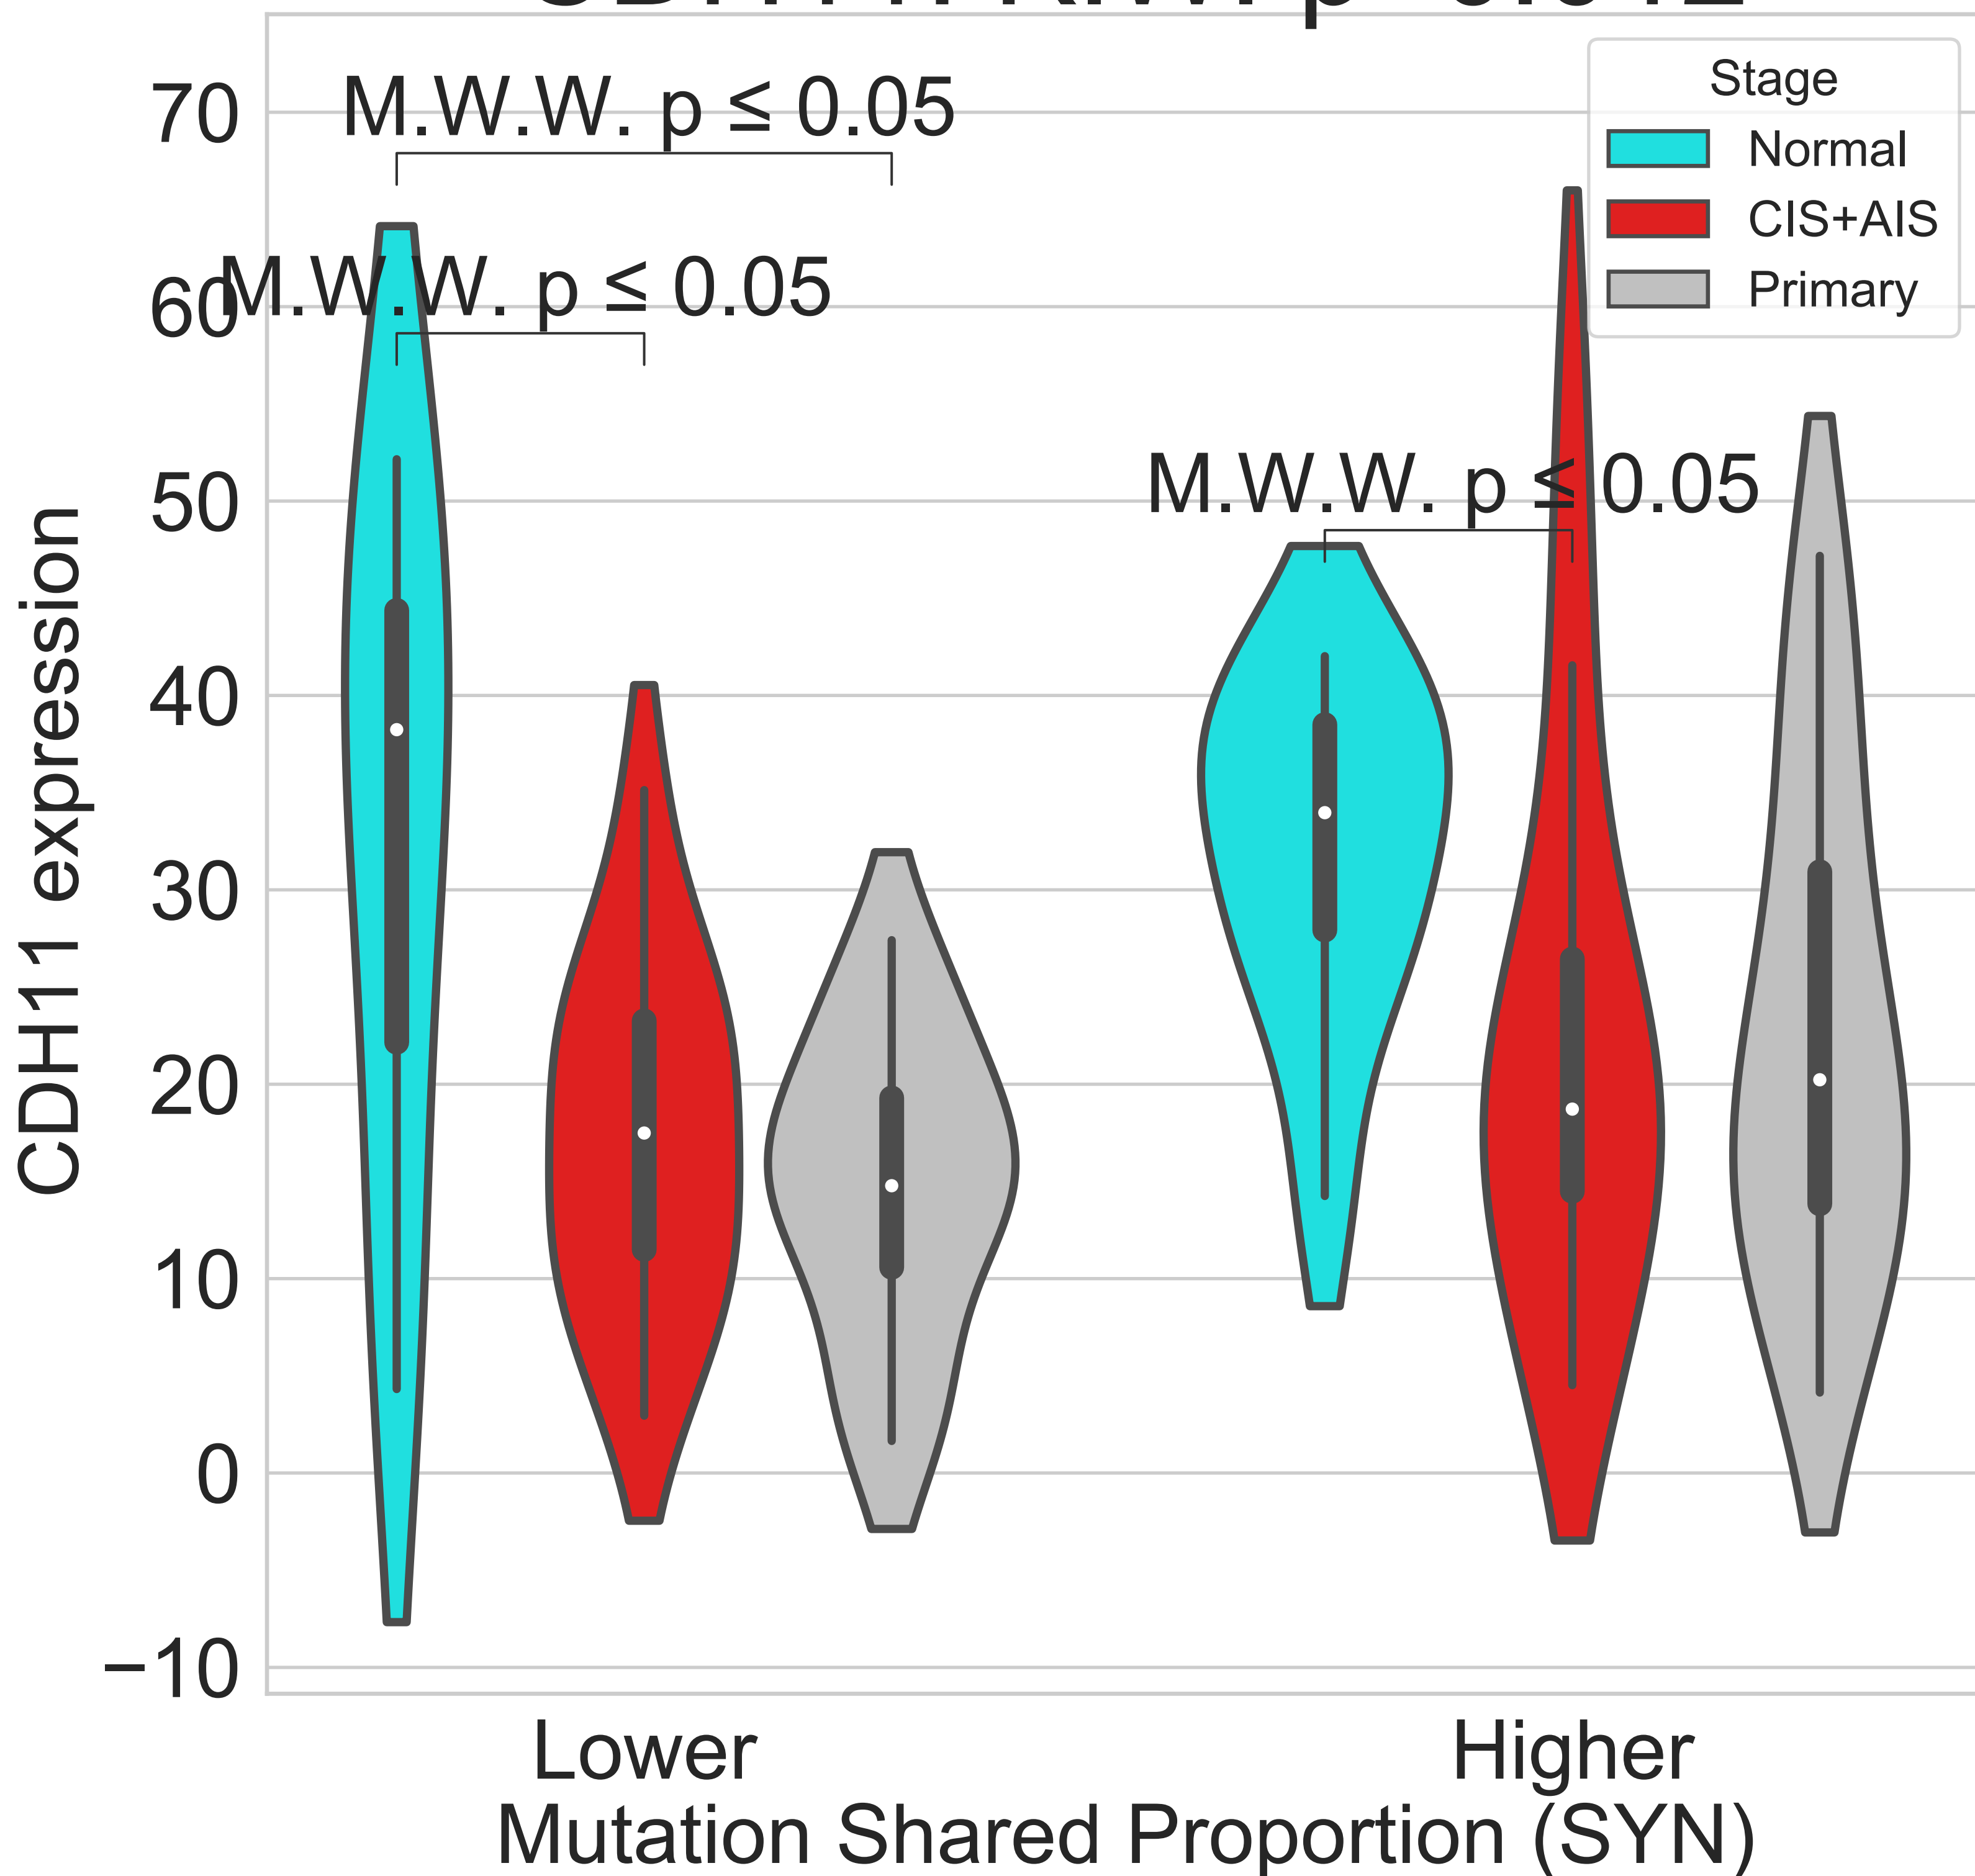 70
60
50
40
30
20
10
0
−10
CDH11 expression
M.W.W. p ≤ 0.05
M.W.W. p ≤ 0.05
M.W.W. p ≤ 0.05
Stage
Normal
CIS+AIS
Primary
Lower
Higher
Mutation Shared Proportion (SYN)